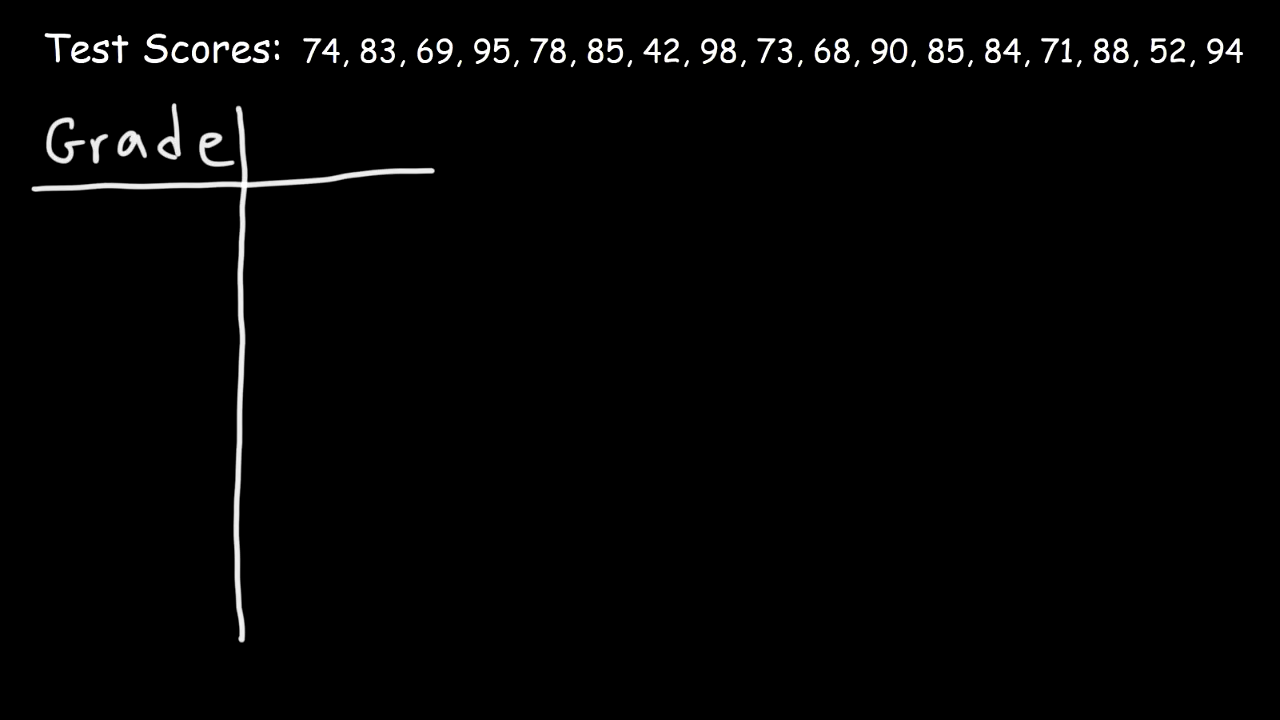 Test Scores: 74, 83, 69, 95, 78, 85, 42, 98, 73, 68, 90, 85, 84, 71, 88, 52, 94
Grade